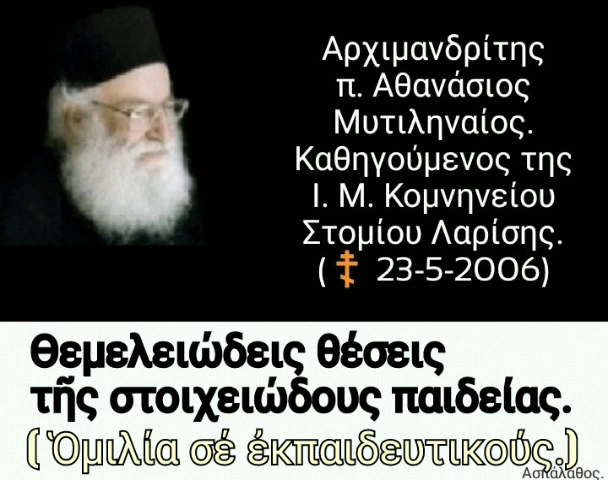 Αρχιμανδρίτης
π. Αθανάσιος
Μυτιληναίος.
Καθηγούμενος της
Ι. Μ. Κομνηνείου
Στομίου Λαρίσης.
(☦ 23-5-2006)
Θεμελειώδεις θέσεις
τῆς στοιχειώδους παιδείας.
(Ὁμιλία σέ ἐκπαιδευτικούς.)
Ασπάλαθος.